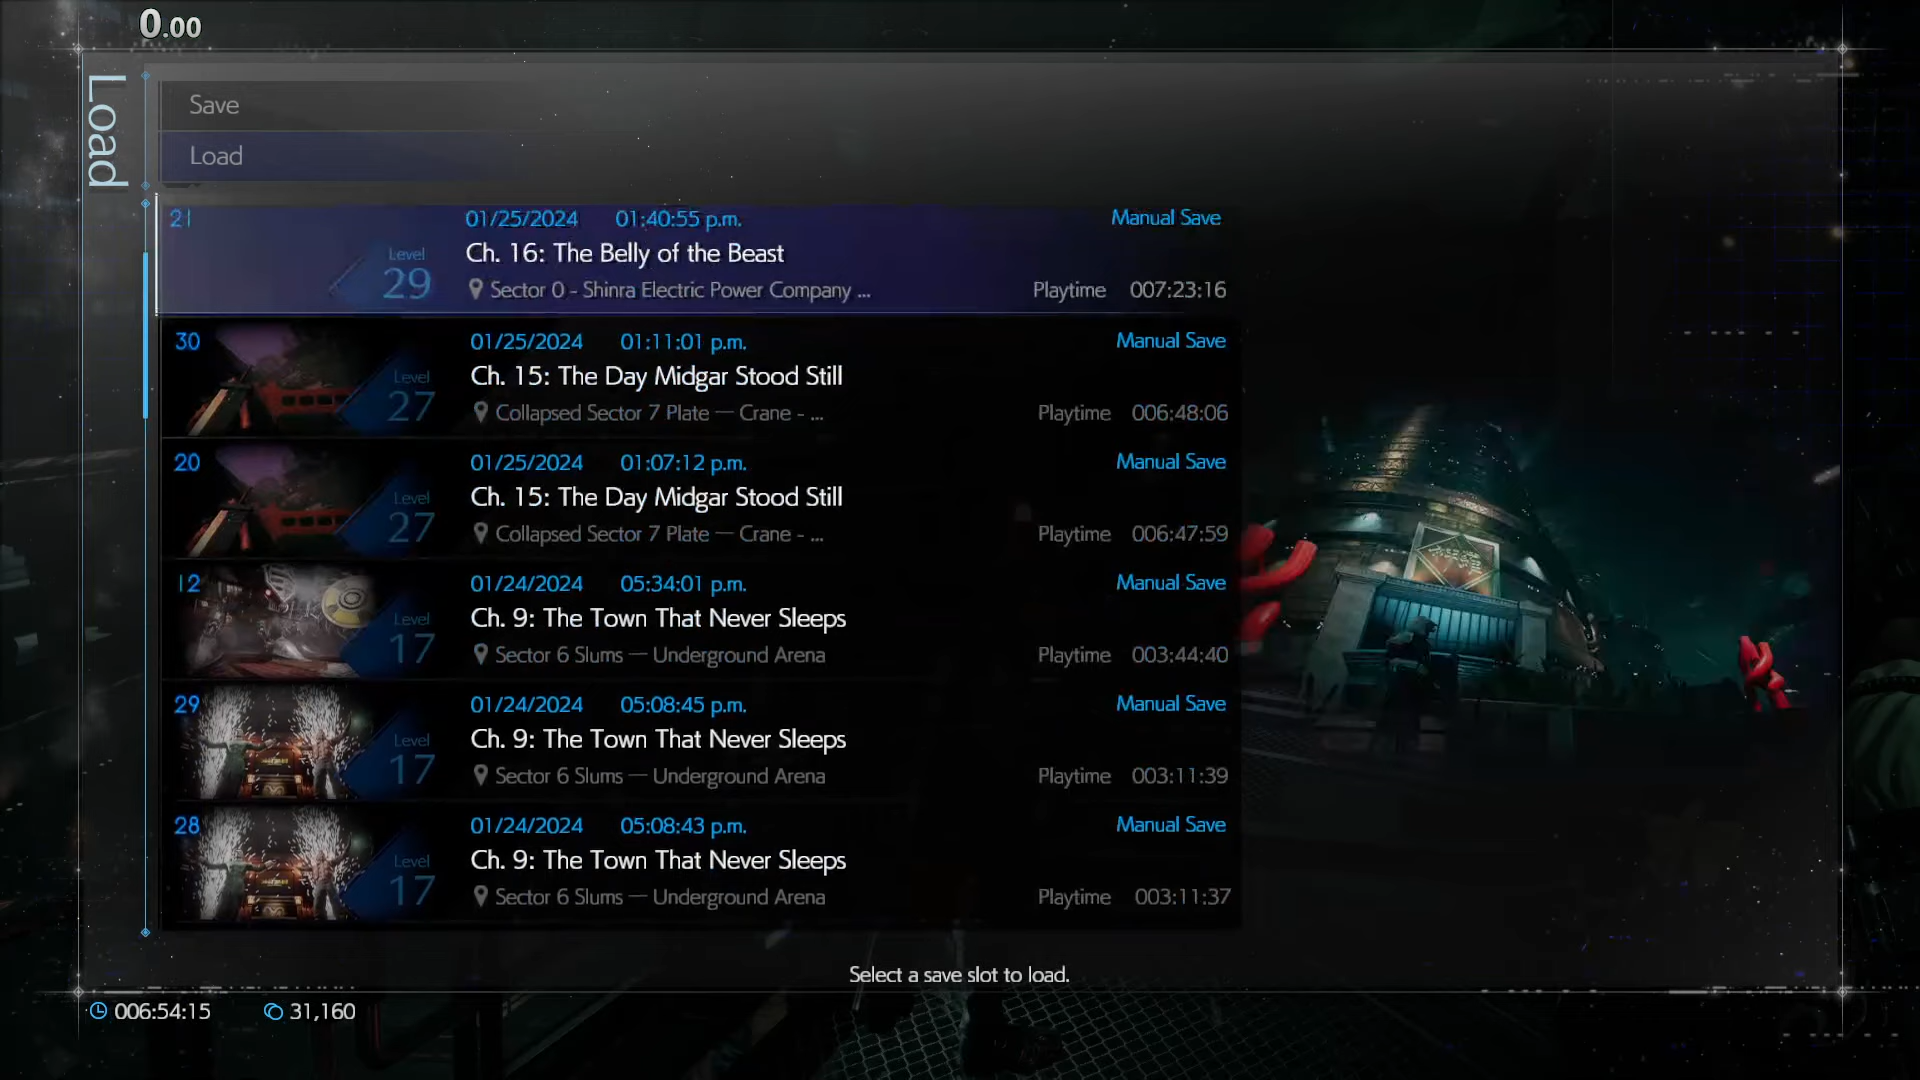 0.00
Load
Save
Load
21
01/25/2024 01:40:55 p.m.
Manual Save
Level
29
Ch. 16: The Belly of the Beast
Sector 0 - Shinra Electric Power Company ...
Playtime 007:23:16
30
01/25/2024 01:11:01 p.m.
Manual Save
Level
27
Ch. 15: The Day Midgar Stood Still
Collapsed Sector 7 Plate — Crane - ...
Playtime 006:48:06
20
01/25/2024 01:07:12 p.m.
Manual Save
Level
27
Ch. 15: The Day Midgar Stood Still
Collapsed Sector 7 Plate — Crane - ...
Playtime 006:47:59
12
01/24/2024 05:34:01 p.m.
Manual Save
Level
17
Ch. 9: The Town That Never Sleeps
Sector 6 Slums — Underground Arena
Playtime 003:44:40
29
01/24/2024 05:08:45 p.m.
Manual Save
Level
17
Ch. 9: The Town That Never Sleeps
Sector 6 Slums — Underground Arena
Playtime 003:11:39
28
01/24/2024 05:08:43 p.m.
Manual Save
Level
17
Ch. 9: The Town That Never Sleeps
Sector 6 Slums — Underground Arena
Playtime 003:11:37
Select a save slot to load.
006:54:15 31,160